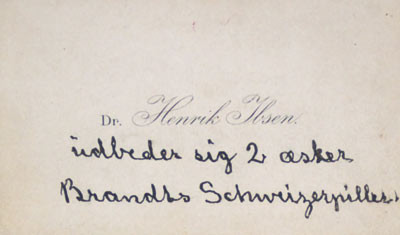 Dr. Henrik Ibsen.
udbeder sig 2 æsker
Brandts Schweizerpiller.